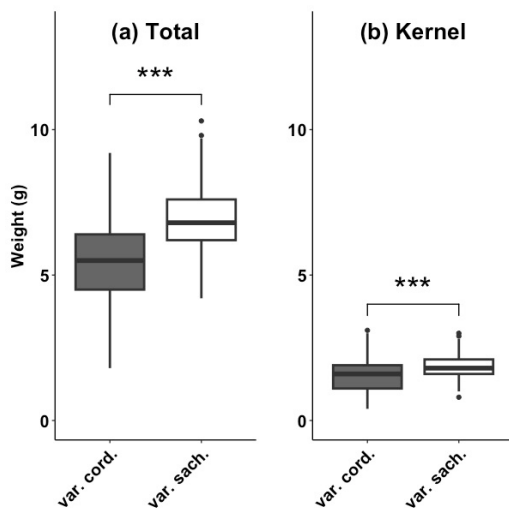 (a) Total
(b) Kernel
***
***
Weight (g)
10
5
0
10
5
0
var. cord.
var. sach.
var. cord.
var. sach.